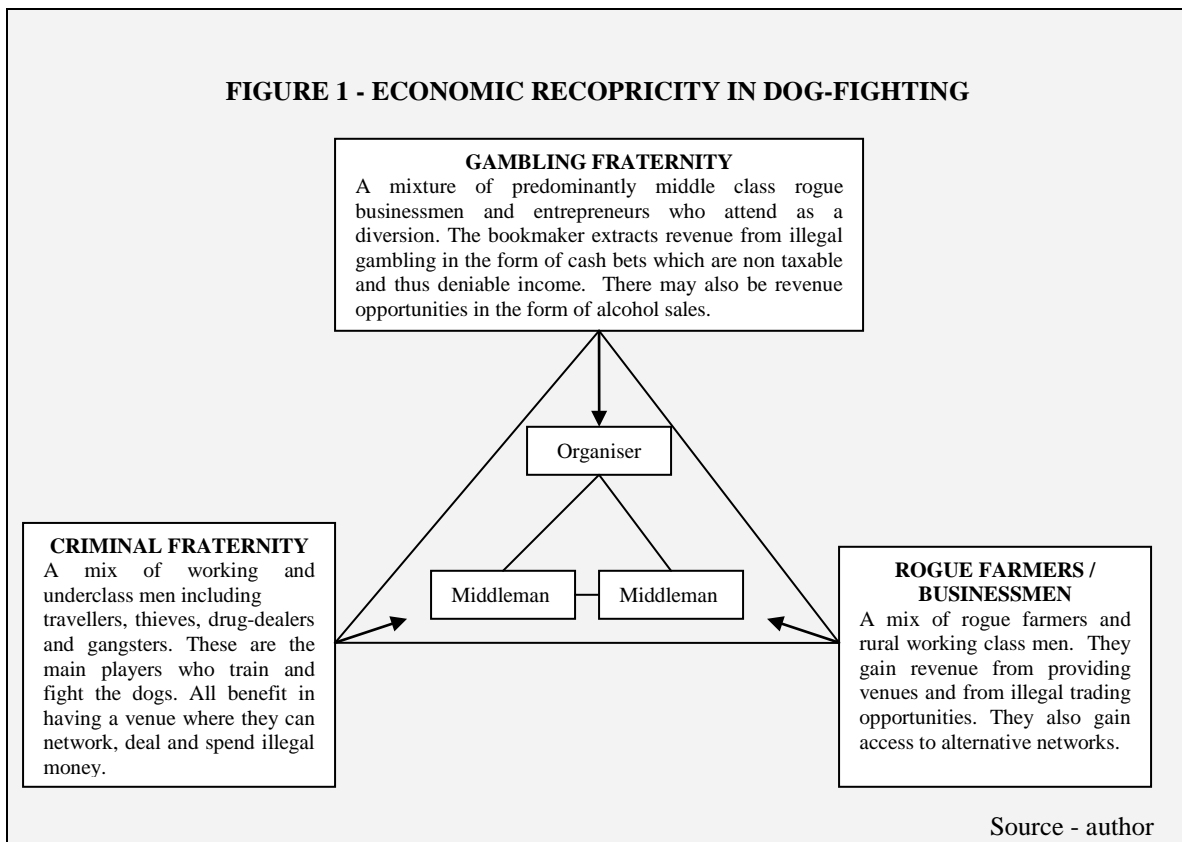 FIGURE 1 - ECONOMIC RECOPRICITY IN DOG-FIGHTING
GAMBLING FRATERNITY
A mixture of predominantly middle class rogue
businessmen and entrepreneurs who attend as a
diversion. The bookmaker extracts revenue from illegal
gambling in the form of cash bets which are non taxable
and thus deniable income. There may also be revenue
opportunities in the form of alcohol sales.
Organiser
Middleman
Middleman
CRIMINAL FRATERNITY
A mix of working and
underclass men including
travellers, thieves, drug-dealers
and gangsters. These are the
main players who train and
fight the dogs. All benefit in
having a venue where they can
network, deal and spend illegal
money.
ROGUE FARMERS /
BUSINESSMEN
A mix of rogue farmers and
rural working class men. They
gain revenue from providing
venues and from illegal trading
opportunities. They also gain
access to alternative networks.
Source - author